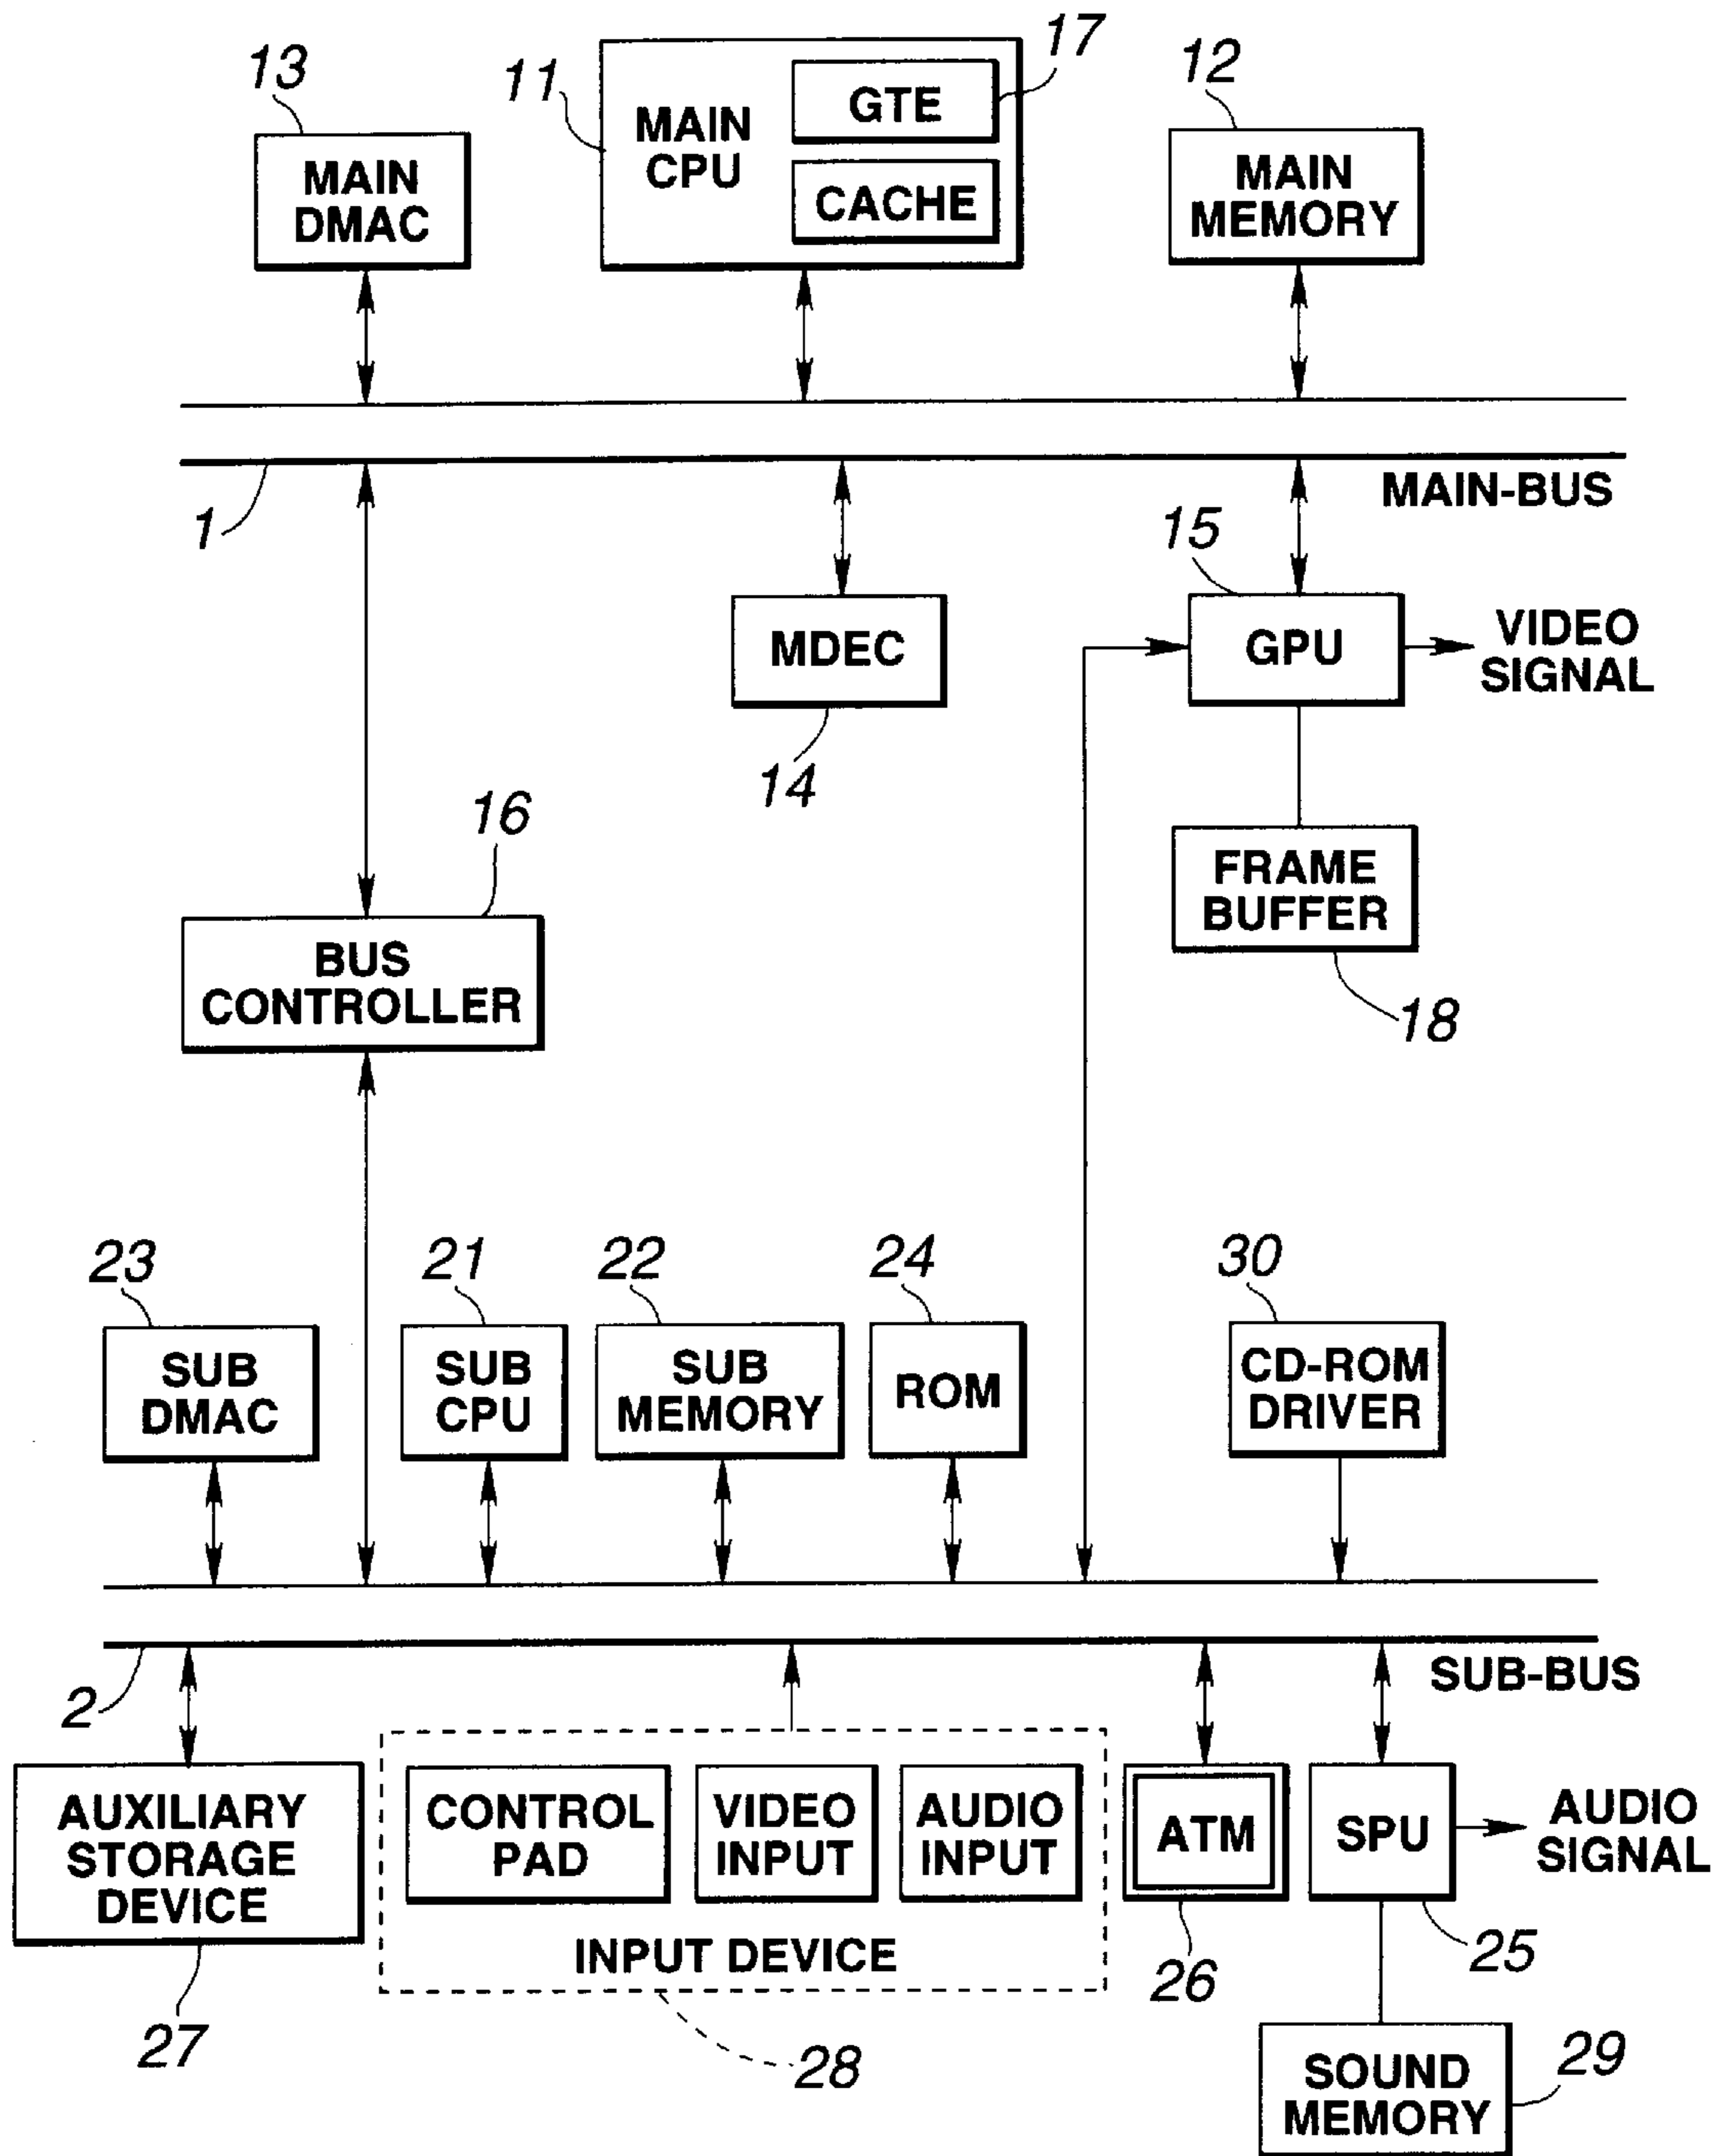 13
11
17
12
MAIN
DMAC
MAIN
CPU
GTE
CACHE
MAIN
MEMORY
1
MAIN-BUS
15
MDEC
14
GPU
VIDEO
SIGNAL
16
BUS
CONTROLLER
FRAME
BUFFER
18
23
21
22
24
30
SUB
DMAC
SUB
CPU
SUB
MEMORY
ROM
CD-ROM
DRIVER
2
SUB-BUS
AUXILIARY
STORAGE
DEVICE
27
CONTROL
PAD
VIDEO
INPUT
AUDIO
INPUT
INPUT DEVICE
28
ATM
26
SPU
25
AUDIO
SIGNAL
SOUND
MEMORY
29